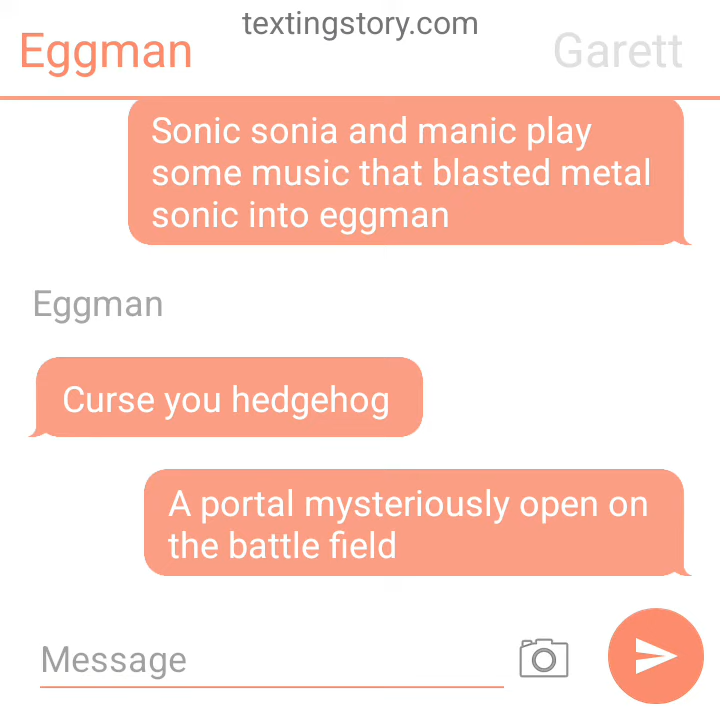 textingstory.com
Eggman
Garett
Sonic sonia and manic play
some music that blasted metal
sonic into eggman
Eggman
Curse you hedgehog
A portal mysteriously open on
the battle field
Message